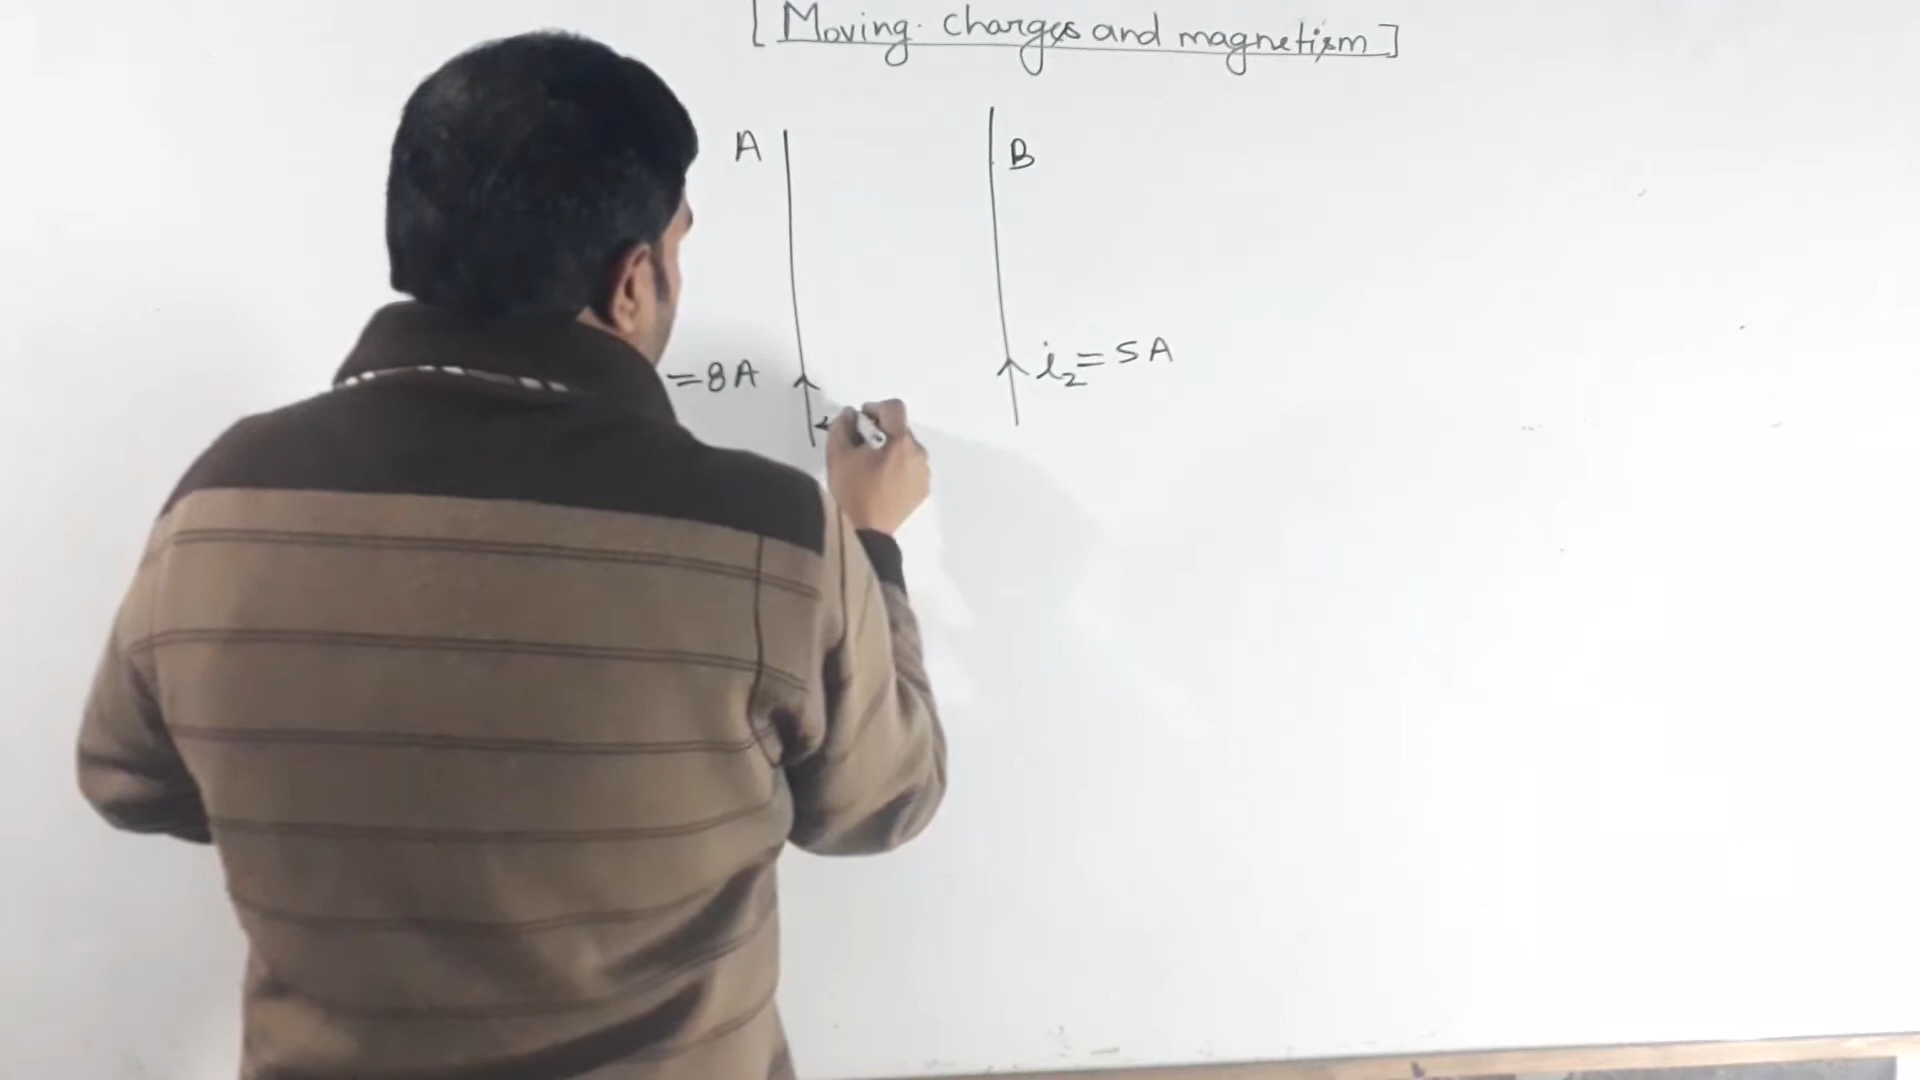 [Moving charges and magnetism]
A
B
=8A
i₂=5A